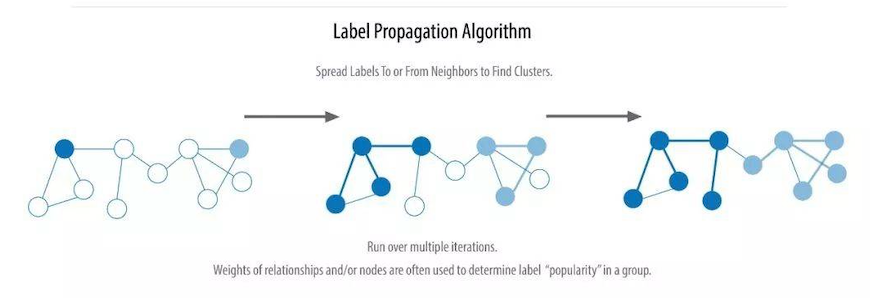 Label Propagation Algorithm
Spread Labels To or From Neighbors to Find Clusters.
Run over multiple iterations.
Weights of relationships and/or nodes are often used to determine label “popularity” in a group.